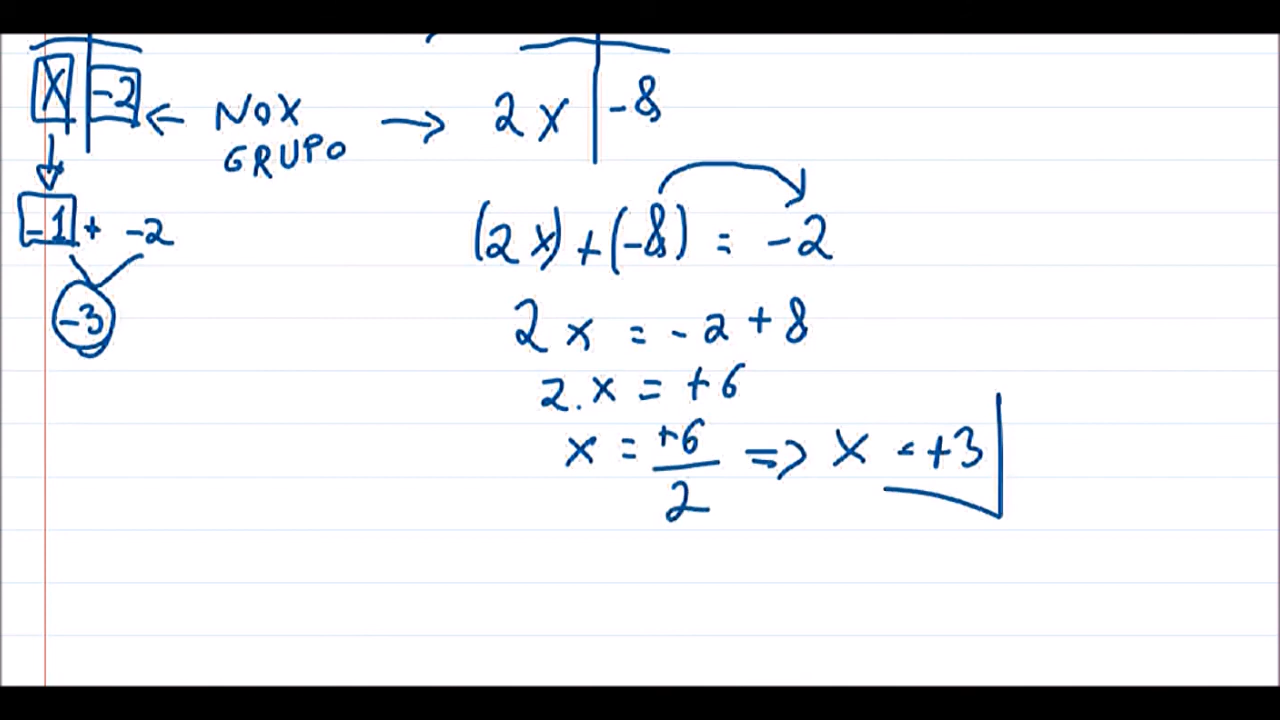 X | -2 ← NOX GRUPO → 2x | -8
-1 + -2
-3
(2x) + (-8) = -2
2x = -2 + 8
2.x = +6
x = +6/2 => X = +3